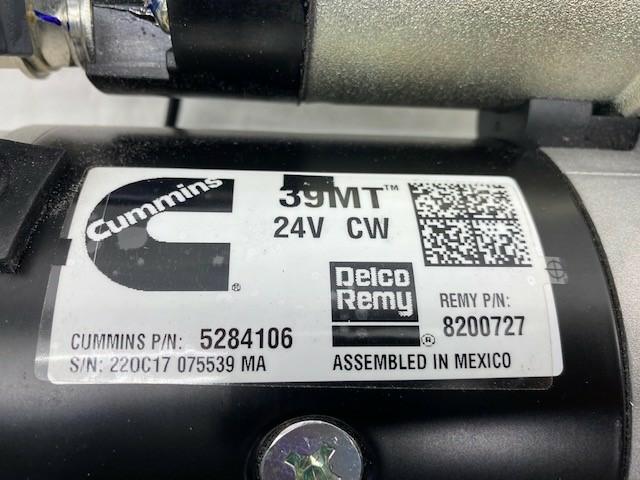 Cummins
®
39MT™
24V CW
Delco
Remy
®
REMY P/N:
8200727
CUMMINS P/N: 5284106
S/N: 220C17 075539 MA
ASSEMBLED IN MEXICO